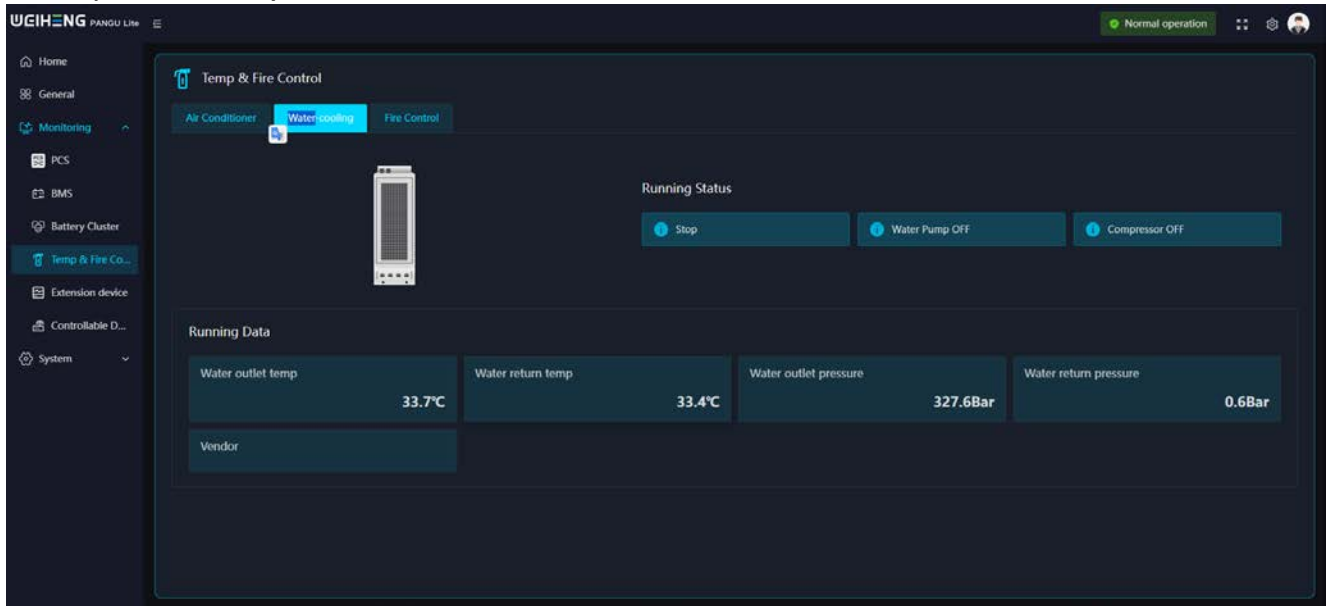 WEIHENG PANGU Lite
Normal operation
Home
General
Monitoring
PCS
BMS
Battery Cluster
Temp & Fire Co...
Extension device
Controllable D...
System
Temp & Fire Control
Air Conditioner
Water-cooling
Fire Control
Running Status
Stop
Water Pump OFF
Compressor OFF
Running Data
Water outlet temp
33.7℃
Water return temp
33.4℃
Water outlet pressure
327.6Bar
Water return pressure
0.6Bar
Vendor